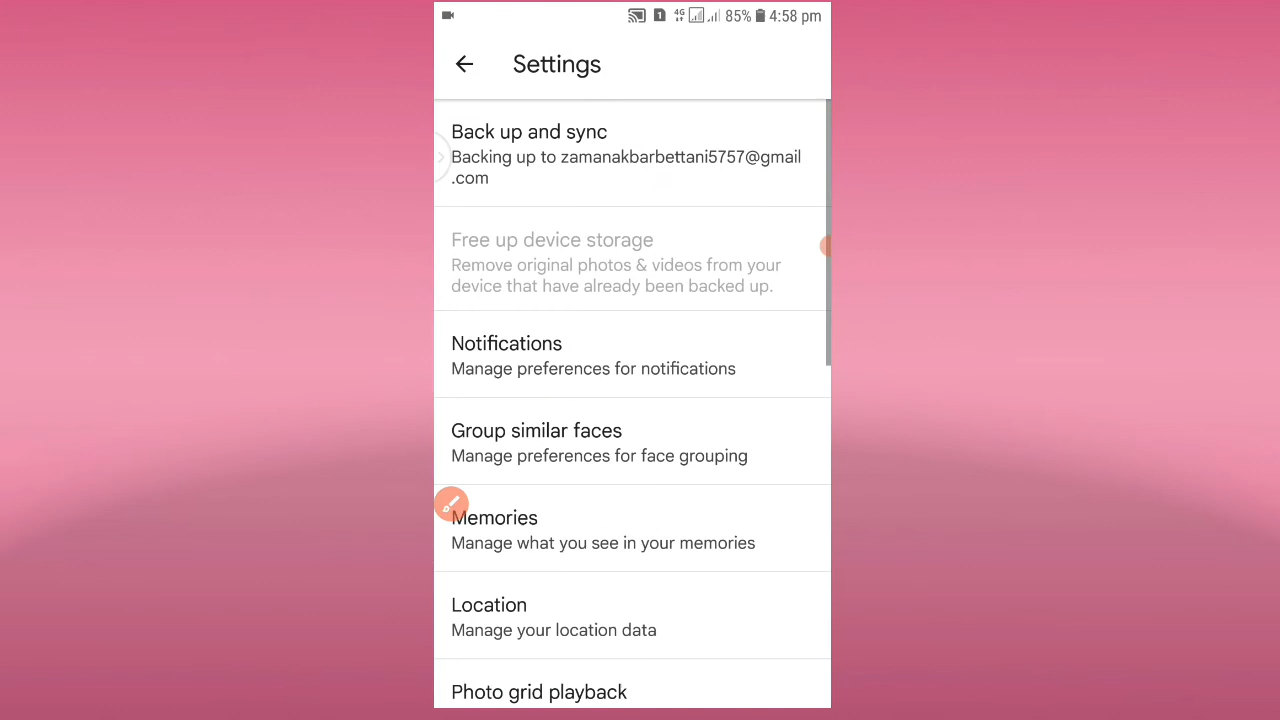 1 4G 85% 4:58 pm
Settings
Back up and sync
Backing up to zamanakbarbettani5757@gmail
.com
Free up device storage
Remove original photos & videos from your
device that have already been backed up.
Notifications
Manage preferences for notifications
Group similar faces
Manage preferences for face grouping
Memories
Manage what you see in your memories
Location
Manage your location data
Photo grid playback